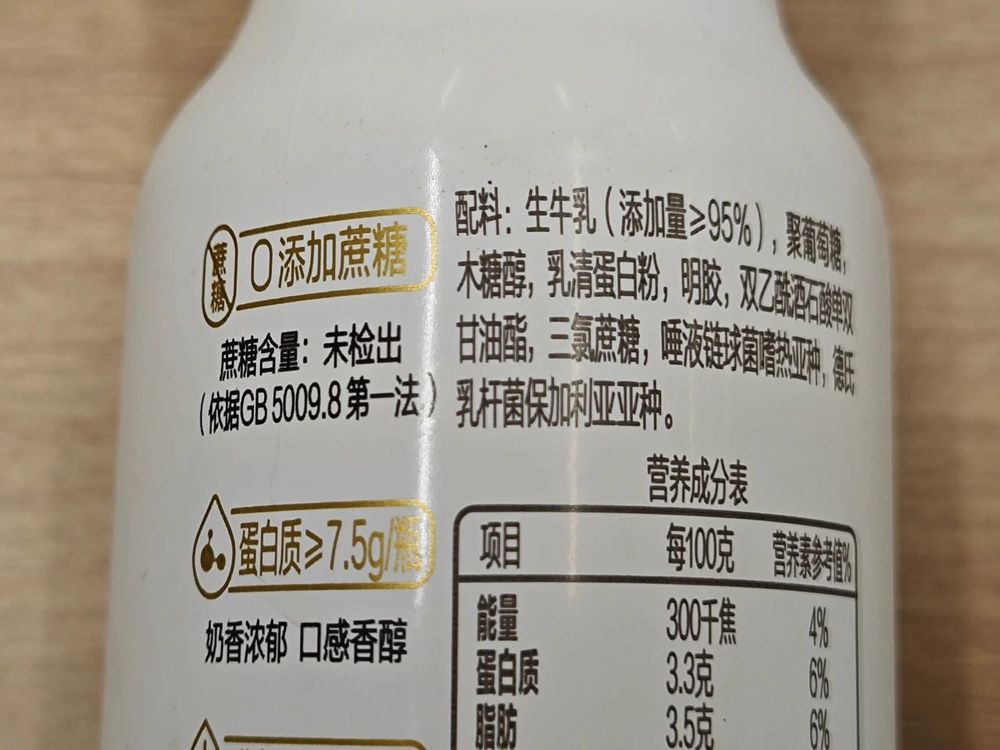 蔗糖
0添加蔗糖
蔗糖含量：未检出
（依据GB 5009.8第一法）
蛋白质≥7.5g/瓶
奶香浓郁 口感香醇
配料：生牛乳（添加量≥95%），聚葡萄糖，
木糖醇，乳清蛋白粉，明胶，双乙酰酒石酸单双
甘油酯，三氯蔗糖，唾液链球菌嗜热亚种，德氏
乳杆菌保加利亚亚种。
营养成分表
项目 每100克 营养素参考值%
能量 300千焦 4%
蛋白质 3.3克 6%
脂肪 3.5克 6%